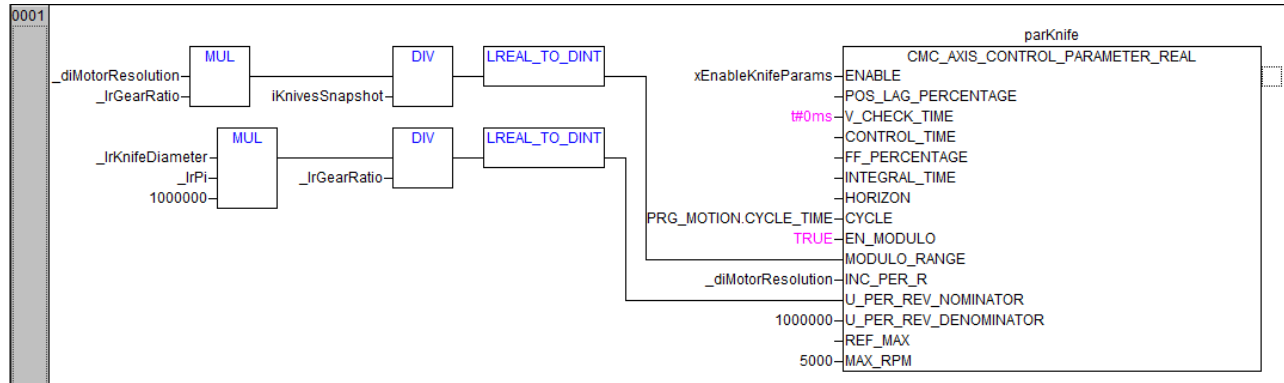 0001
parKnife
MUL
DIV
LREAL_TO_DINT
CMC_AXIS_CONTROL_PARAMETER_REAL
_diMotorResolution
xEnableKnifeParams
ENABLE
_lrGearRatio
iKnivesSnapshot
POS_LAG_PERCENTAGE
t#0ms
V_CHECK_TIME
MUL
DIV
LREAL_TO_DINT
CONTROL_TIME
_lrKnifeDiameter
FF_PERCENTAGE
_lrPi
_lrGearRatio
INTEGRAL_TIME
1000000
HORIZON
PRG_MOTION.CYCLE_TIME
CYCLE
TRUE
EN_MODULO
MODULO_RANGE
_diMotorResolution
INC_PER_R
U_PER_REV_NOMINATOR
1000000
U_PER_REV_DENOMINATOR
REF_MAX
5000
MAX_RPM